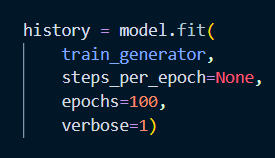 history = model.fit(
    train_generator,
    steps_per_epoch=None,
    epochs=100,
    verbose=1)